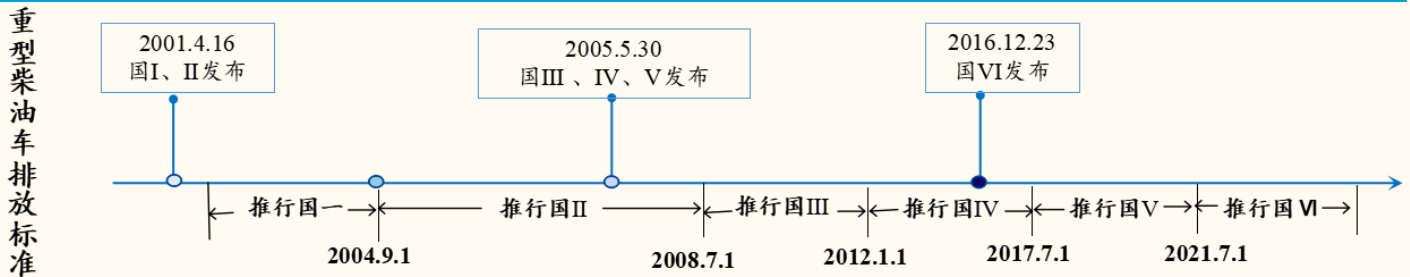 重型柴油车排放标准
2001.4.16
国I、II发布
2005.5.30
国III 、IV、V发布
2016.12.23
国VI发布
推行国一
推行国II
推行国III
推行国IV
推行国V
推行国 VI
2004.9.1
2008.7.1
2012.1.1
2017.7.1
2021.7.1